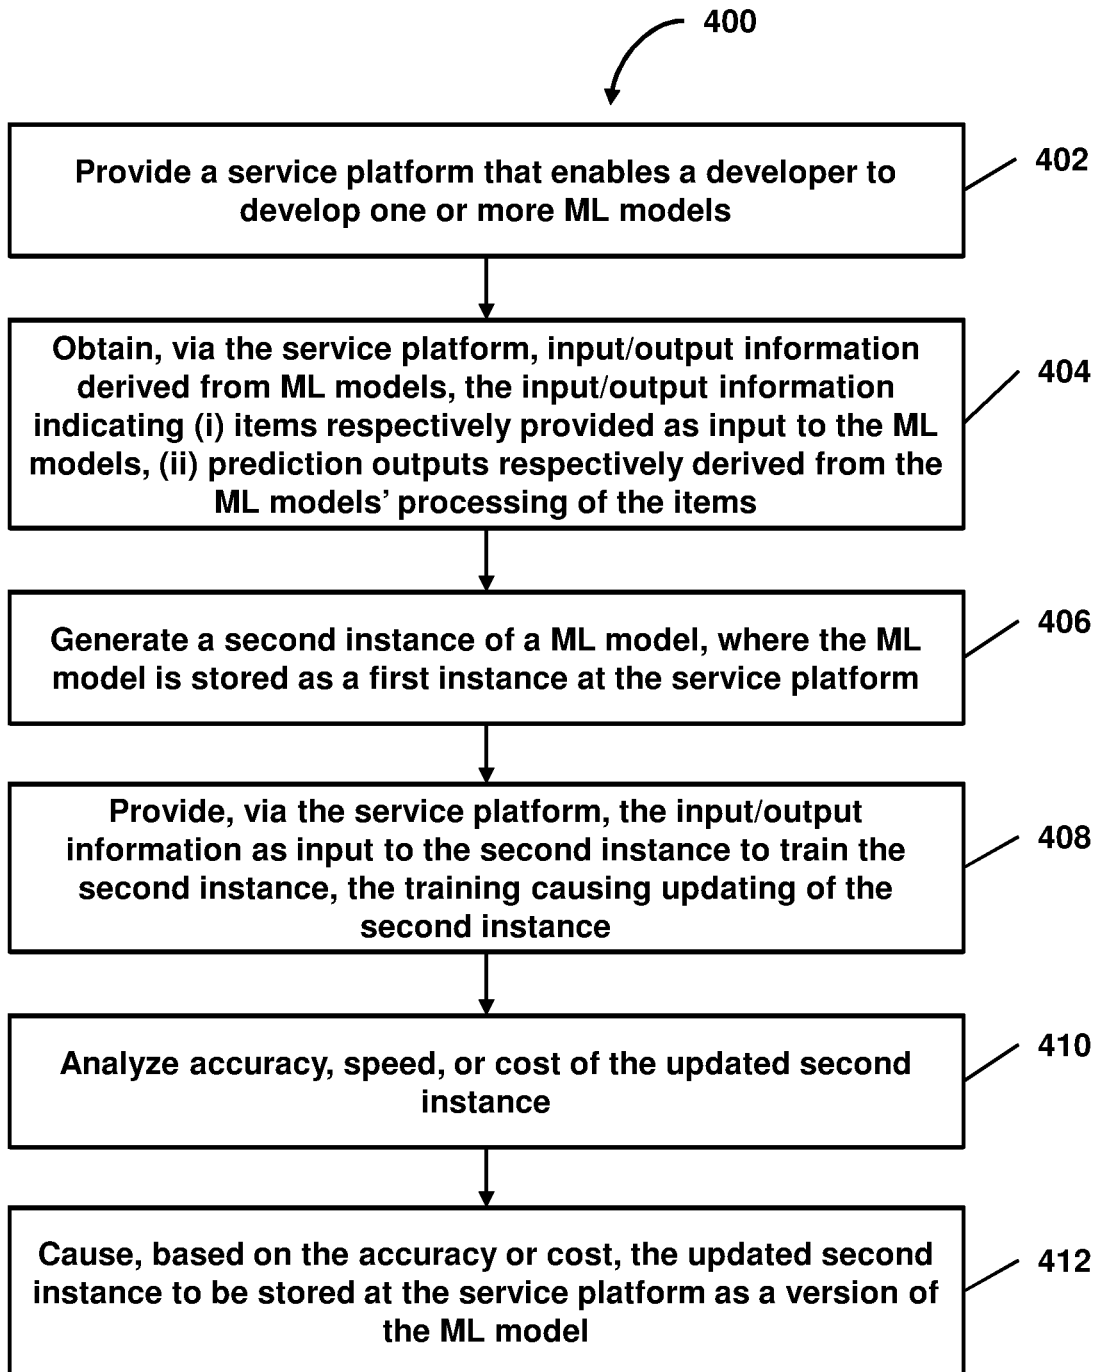 400
Provide a service platform that enables a developer to
develop one or more ML models
402
Obtain, via the service platform, input/output information
derived from ML models, the input/output information
indicating (i) items respectively provided as input to the ML
models, (ii) prediction outputs respectively derived from the
ML models’ processing of the items
404
Generate a second instance of a ML model, where the ML
model is stored as a first instance at the service platform
406
Provide, via the service platform, the input/output
information as input to the second instance to train the
second instance, the training causing updating of the
second instance
408
Analyze accuracy, speed, or cost of the updated second
instance
410
Cause, based on the accuracy or cost, the updated second
instance to be stored at the service platform as a version of
the ML model
412